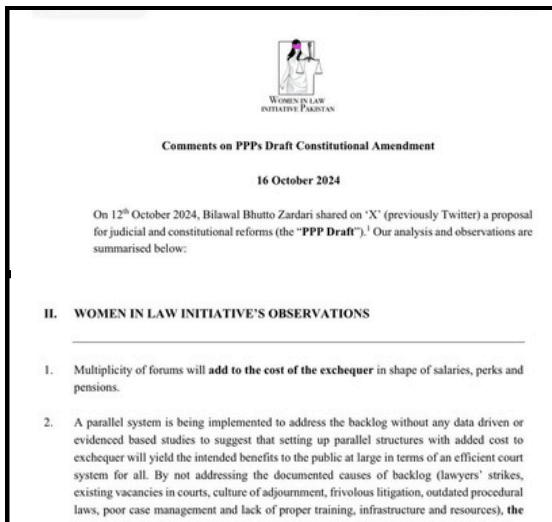 WOMEN IN LAW
INITIATIVE PAKISTAN
Comments on PPPs Draft Constitutional Amendment
16 October 2024
On 12th October 2024, Bilawal Bhutto Zardari shared on ‘X’ (previously Twitter) a proposal
for judicial and constitutional reforms (the “PPP Draft”).1 Our analysis and observations are
summarised below:
II. WOMEN IN LAW INITIATIVE’S OBSERVATIONS
1. Multiplicity of forums will add to the cost of the exchequer in shape of salaries, perks and
pensions.
2. A parallel system is being implemented to address the backlog without any data driven or
evidenced based studies to suggest that setting up parallel structures with added cost to
exchequer will yield the intended benefits to the public at large in terms of an efficient court
system for all. By not addressing the documented causes of backlog (lawyers’ strikes,
existing vacancies in courts, culture of adjournment, frivolous litigation, outdated procedural
laws, poor case management and lack of proper training, infrastructure and resources), the